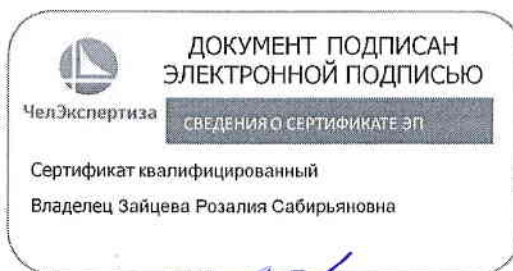 ДОКУМЕНТ ПОДПИСАН
ЭЛЕКТРОННОЙ ПОДПИСЬЮ
ЧелЭкспертиза
СВЕДЕНИЯ О СЕРТИФИКАТЕ ЭП
Сертификат квалифицированный
Владелец Зайцева Розалия Сабирьяновна